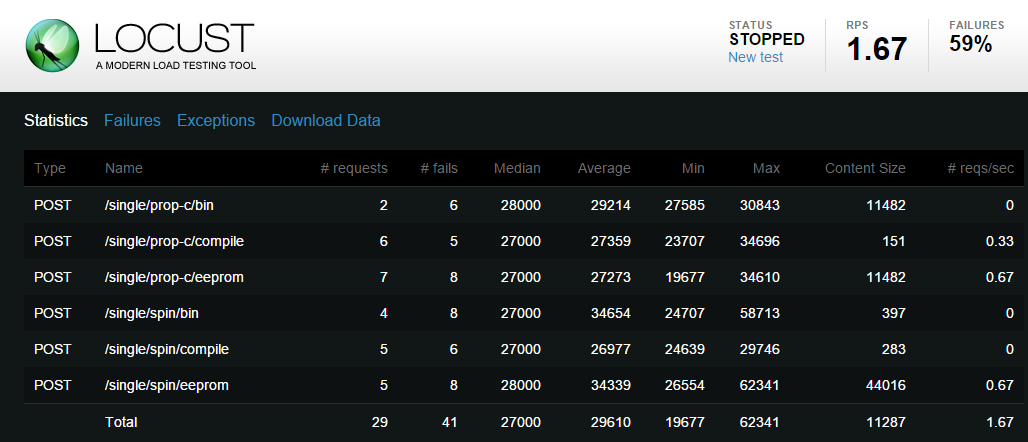 LOCUST
A MODERN LOAD TESTING TOOL
STATUS
STOPPED
New test
RPS
1.67
FAILURES
59%
Statistics Failures Exceptions Download Data
Type Name # requests # fails Median Average Min Max Content Size # reqs/sec
POST /single/prop-c/bin 2 6 28000 29214 27585 30843 11482 0
POST /single/prop-c/compile 6 5 27000 27359 23707 34696 151 0.33
POST /single/prop-c/eeprom 7 8 27000 27273 19677 34610 11482 0.67
POST /single/spin/bin 4 8 27000 34654 24707 58713 397 0
POST /single/spin/compile 5 6 27000 26977 24639 29746 283 0
POST /single/spin/eeprom 5 8 28000 34339 26554 62341 44016 0.67
Total 29 41 27000 29610 19677 62341 11287 1.67